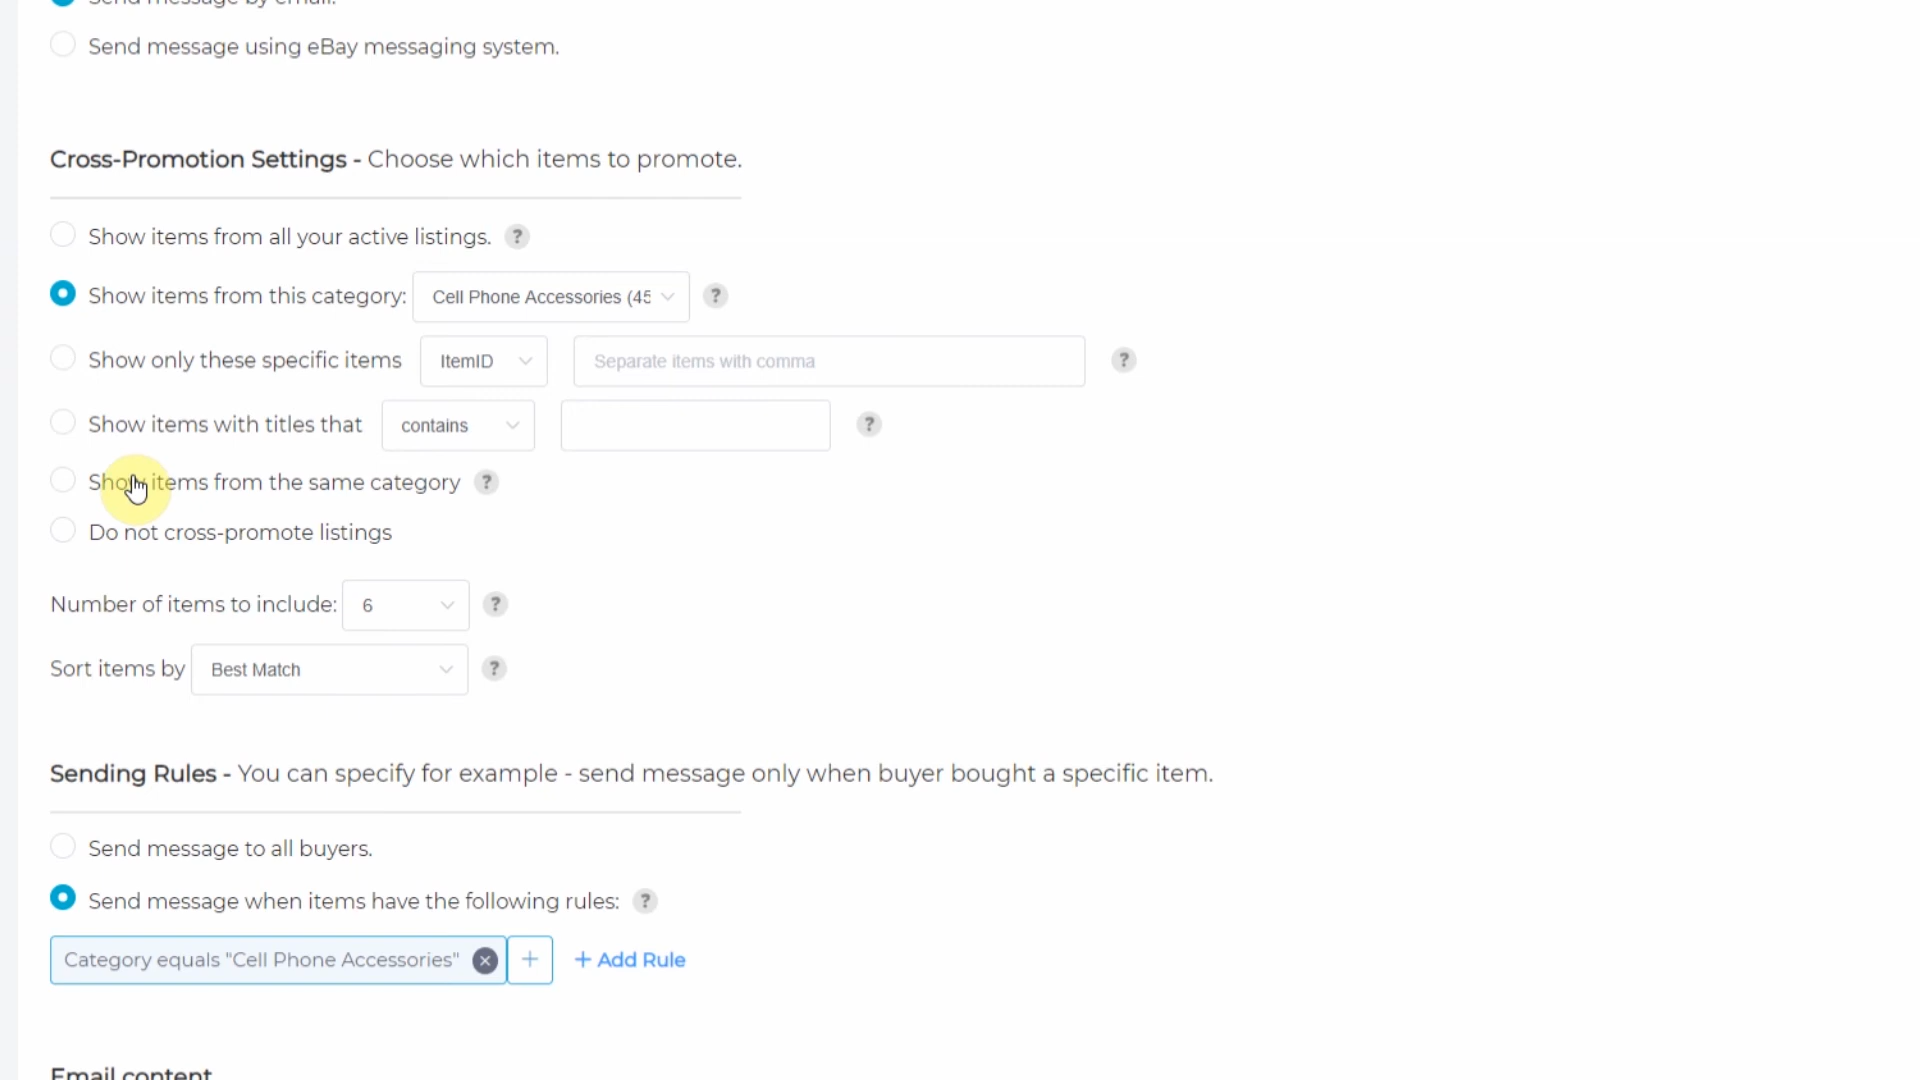 Send message by email.
Send message using eBay messaging system.
Cross-Promotion Settings - Choose which items to promote.
Show items from all your active listings. ?
Show items from this category: Cell Phone Accessories (45 ?
Show only these specific items ItemID Separate items with comma ?
Show items with titles that contains ?
Show items from the same category ?
Do not cross-promote listings
Number of items to include: 6 ?
Sort items by Best Match ?
Sending Rules - You can specify for example - send message only when buyer bought a specific item.
Send message to all buyers.
Send message when items have the following rules: ?
Category equals "Cell Phone Accessories" + + Add Rule
Email content